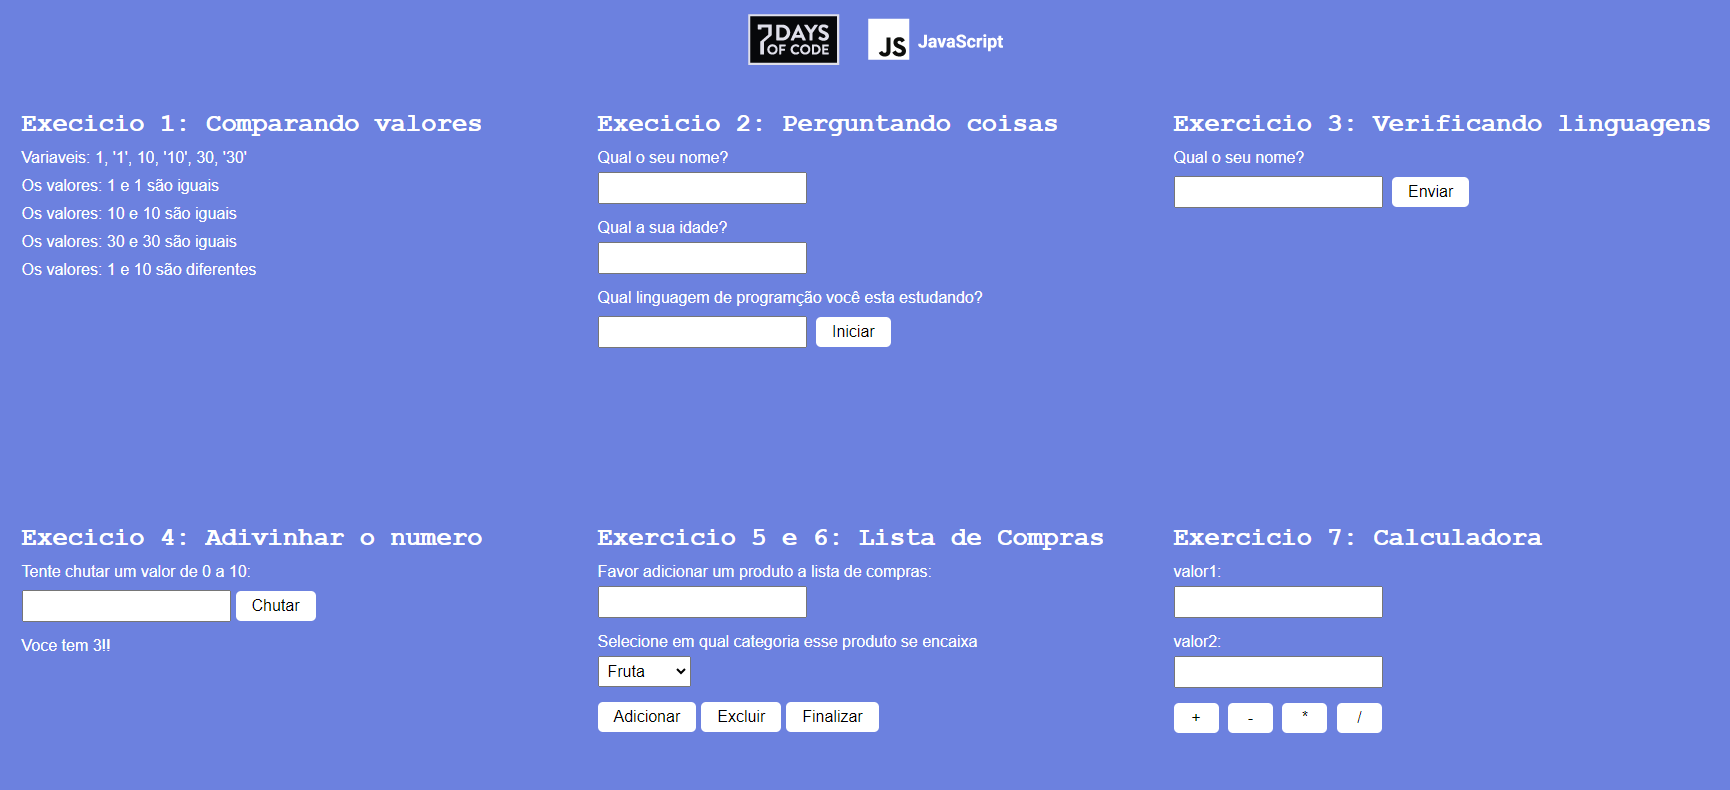 7 DAYS
OF CODE
JS JavaScript
Execicio 1: Comparando valores
Variaveis: 1, '1', 10, '10', 30, '30'
Os valores: 1 e 1 são iguais
Os valores: 10 e 10 são iguais
Os valores: 30 e 30 são iguais
Os valores: 1 e 10 são diferentes
Execicio 2: Perguntando coisas
Qual o seu nome?
Qual a sua idade?
Qual linguagem de programção você esta estudando?
Iniciar
Exercicio 3: Verificando linguagens
Qual o seu nome?
Enviar
Execicio 4: Adivinhar o numero
Tente chutar um valor de 0 a 10:
Chutar
Voce tem 3!!
Exercicio 5 e 6: Lista de Compras
Favor adicionar um produto a lista de compras:
Selecione em qual categoria esse produto se encaixa
Fruta
Adicionar Excluir Finalizar
Exercicio 7: Calculadora
valor1:
valor2:
+ - * /